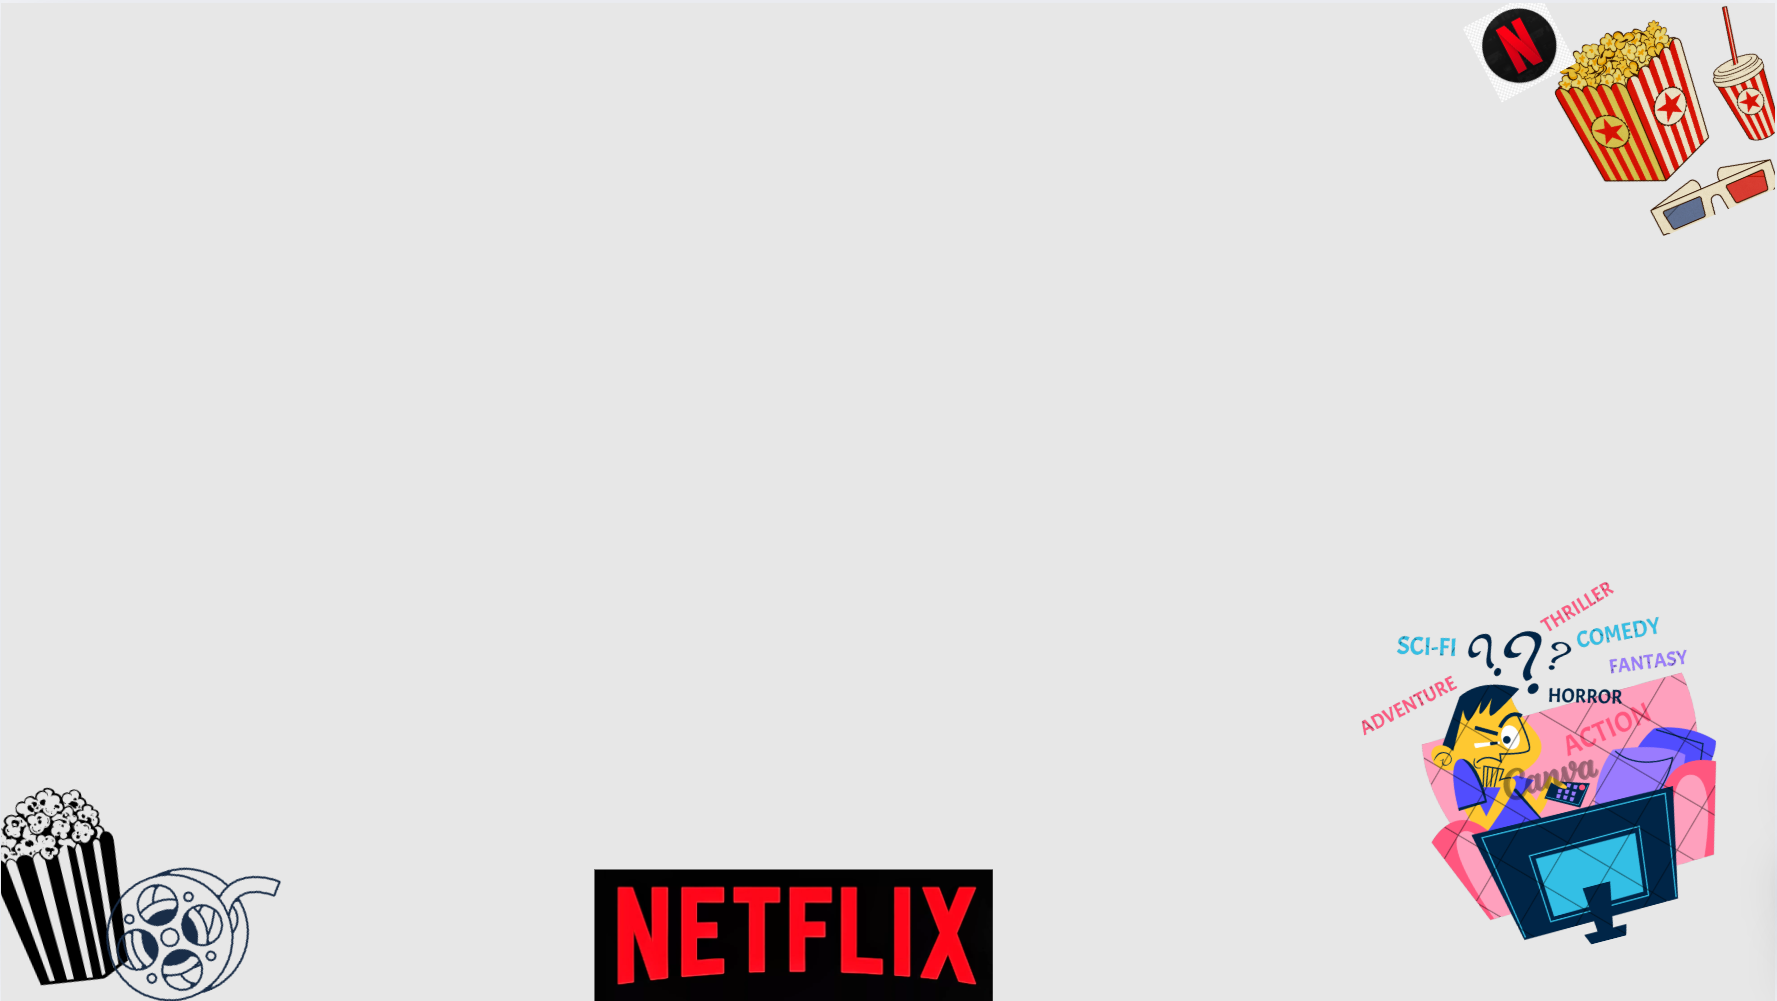 N
THRILLER
SCI-FI ??? COMEDY
FANTASY
ADVENTURE
HORROR
ACTION
Canva
NETFLIX